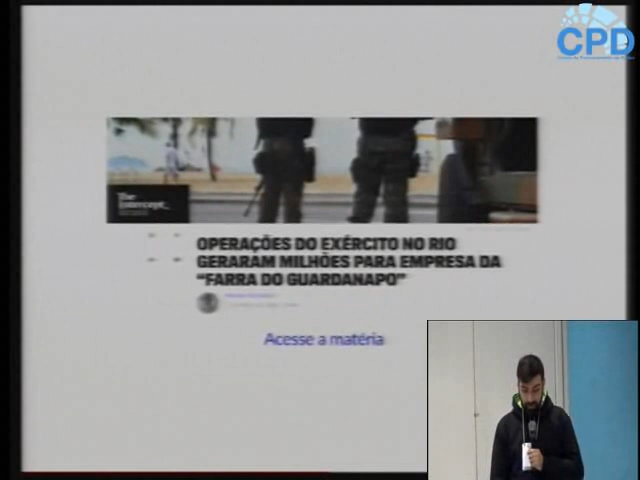 CPD
The
Intercept_
OPERAÇÕES DO EXÉRCITO NO RIO
GERARAM MILHÕES PARA EMPRESA DA
“FARRA DO GUARDANAPO”
Acesse a matéria